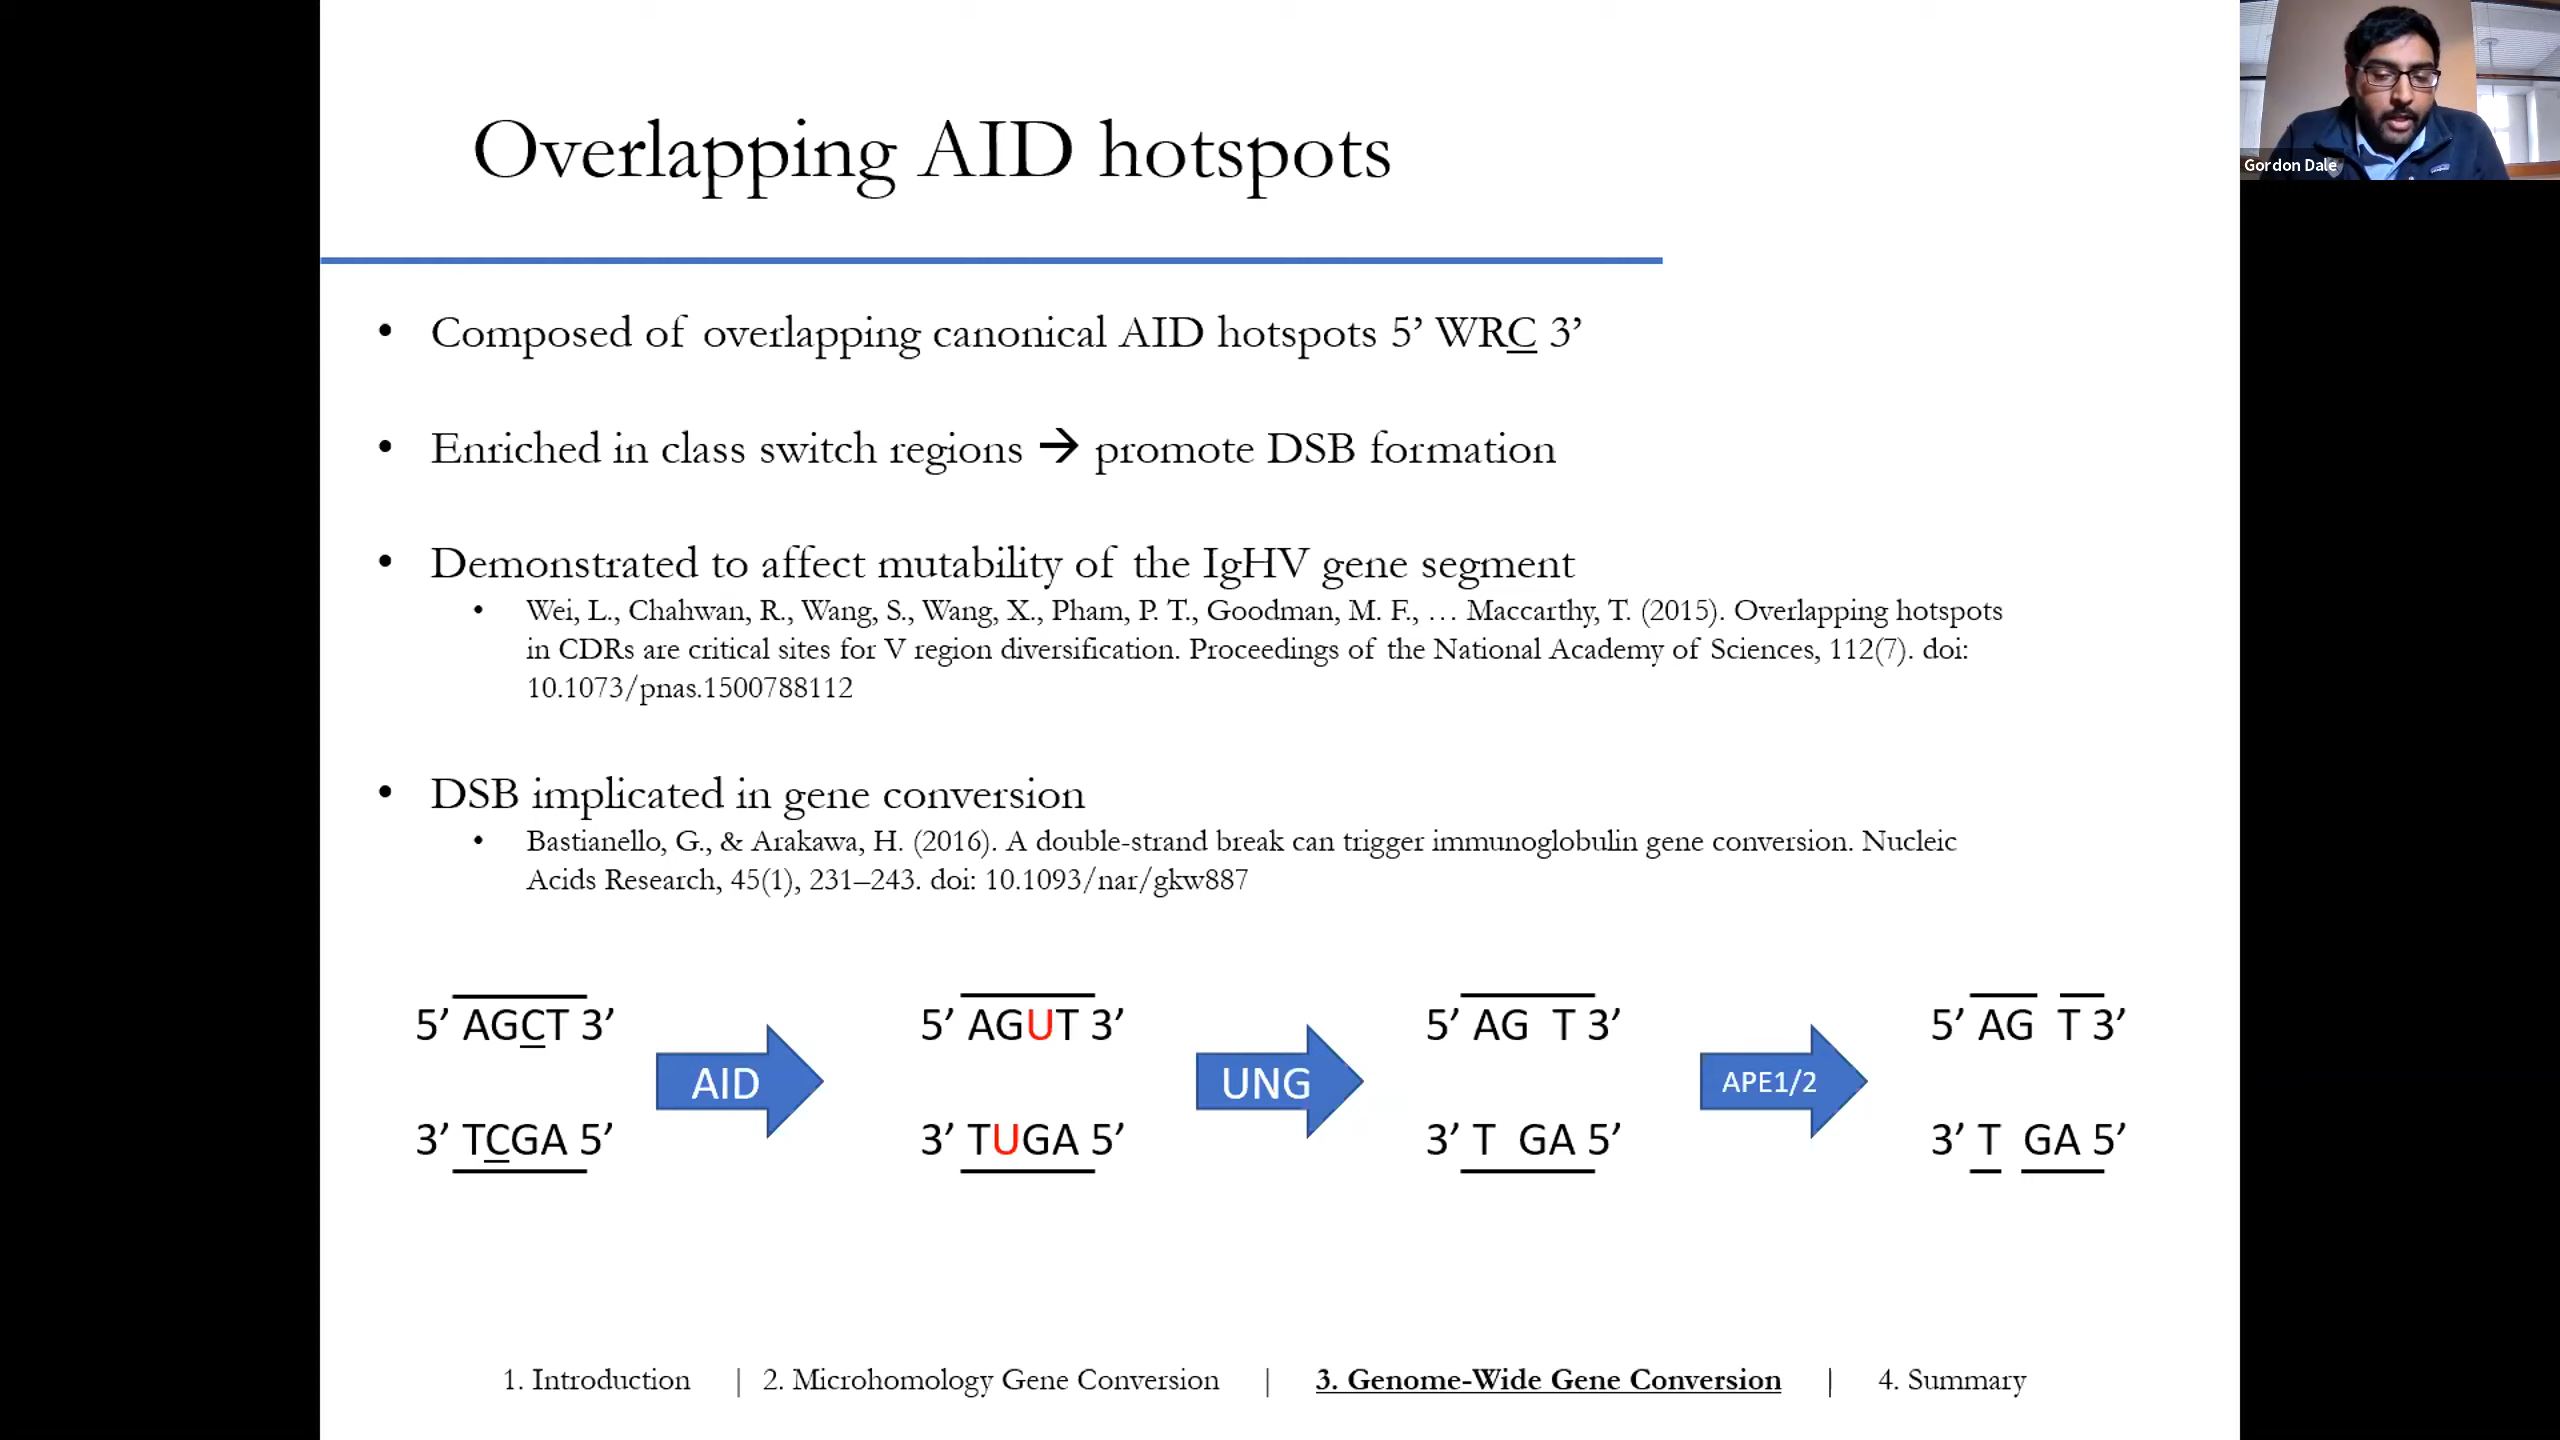 Overlapping AID hotspots
Gordon Dale
• Composed of overlapping canonical AID hotspots 5’ WRC 3’
• Enriched in class switch regions → promote DSB formation
• Demonstrated to affect mutability of the IgHV gene segment
• Wei, L., Chahwan, R., Wang, S., Wang, X., Pham, P. T., Goodman, M. F., … Maccarthy, T. (2015). Overlapping hotspots
in CDRs are critical sites for V region diversification. Proceedings of the National Academy of Sciences, 112(7). doi:
10.1073/pnas.1500788112
• DSB implicated in gene conversion
• Bastianello, G., & Arakawa, H. (2016). A double-strand break can trigger immunoglobulin gene conversion. Nucleic
Acids Research, 45(1), 231–243. doi: 10.1093/nar/gkw887
5’ AGCT 3’
3’ TCGA 5’
AID
5’ AGUT 3’
3’ TUGA 5’
UNG
5’ AG T 3’
3’ T GA 5’
APE1/2
5’ AG T 3’
3’ T GA 5’
1. Introduction | 2. Microhomology Gene Conversion | 3. Genome-Wide Gene Conversion | 4. Summary